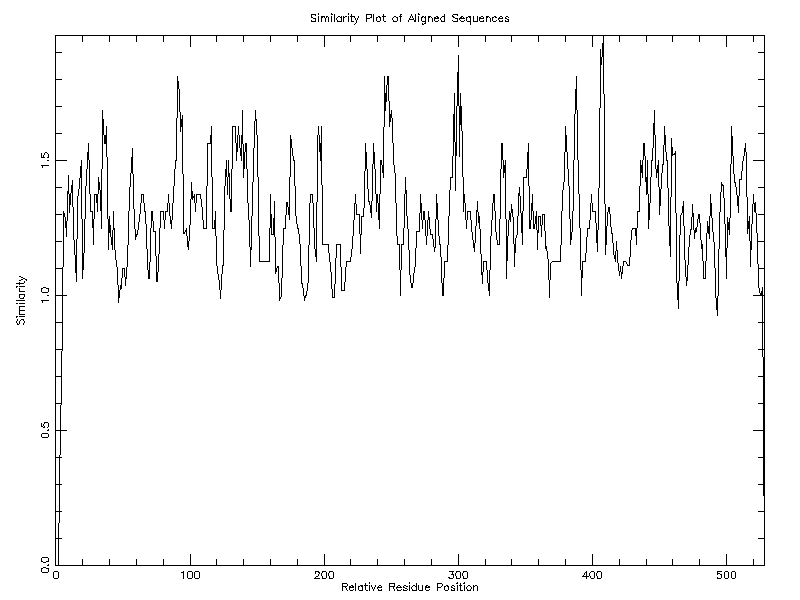 Similarity Plot of Aligned Sequences
1.5
1.0
Similarity
0.5
0.0
0 100 200 300 400 500
Relative Residue Position